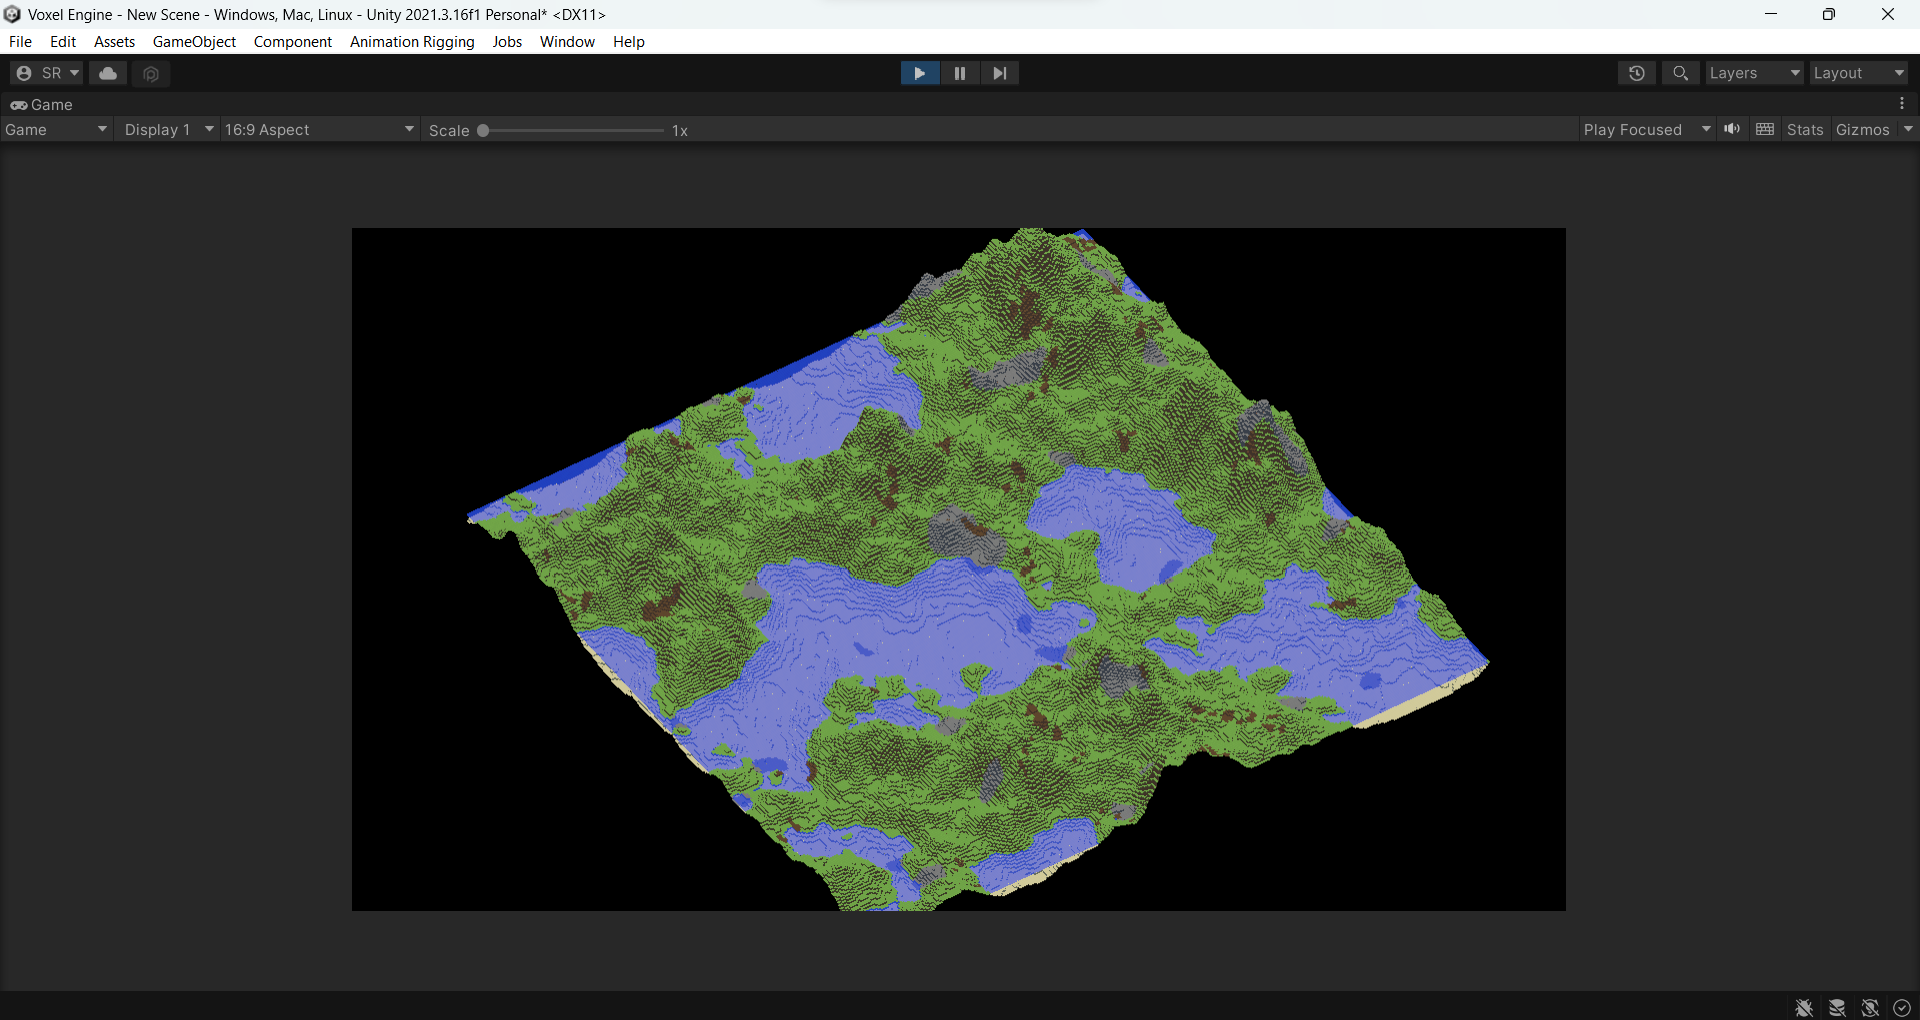 Voxel Engine - New Scene - Windows, Mac, Linux - Unity 2021.3.16f1 Personal* <DX11>
File Edit Assets GameObject Component Animation Rigging Jobs Window Help
SR Layers Layout
Game
Game Display 1 16:9 Aspect Scale 1x Play Focused Stats Gizmos